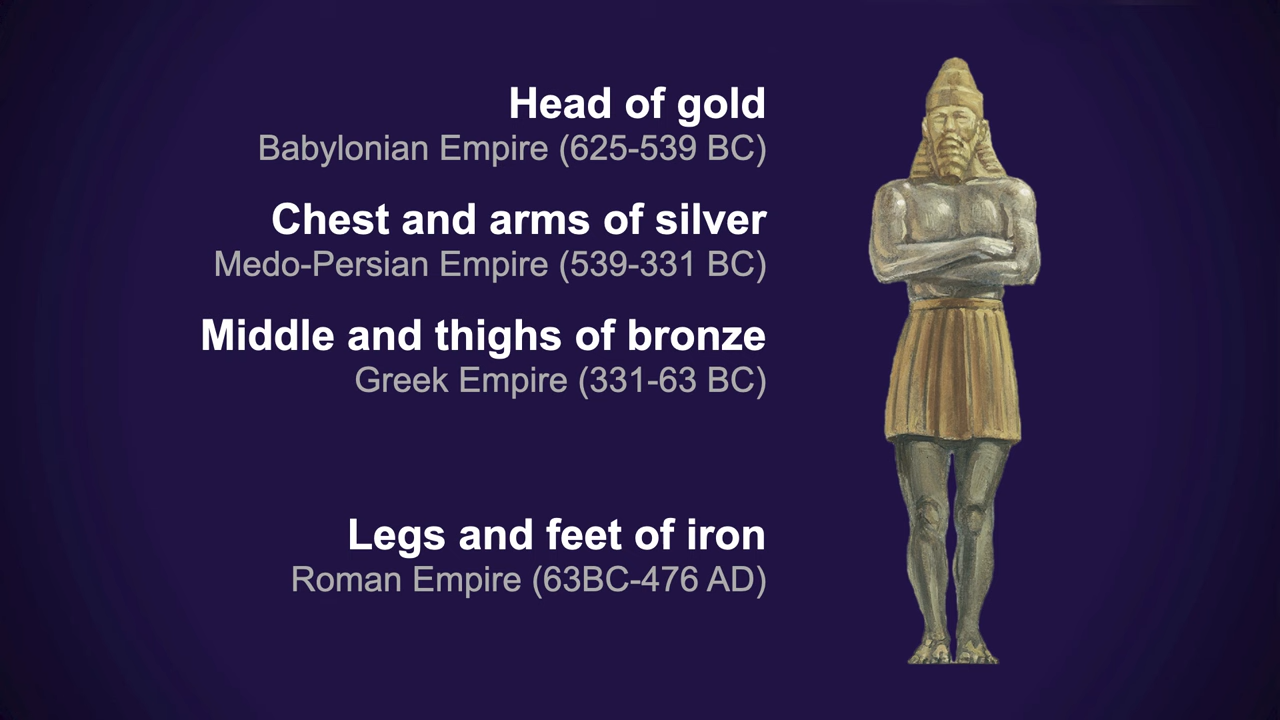 Head of gold
Babylonian Empire (625-539 BC)
Chest and arms of silver
Medo-Persian Empire (539-331 BC)
Middle and thighs of bronze
Greek Empire (331-63 BC)
Legs and feet of iron
Roman Empire (63BC-476 AD)